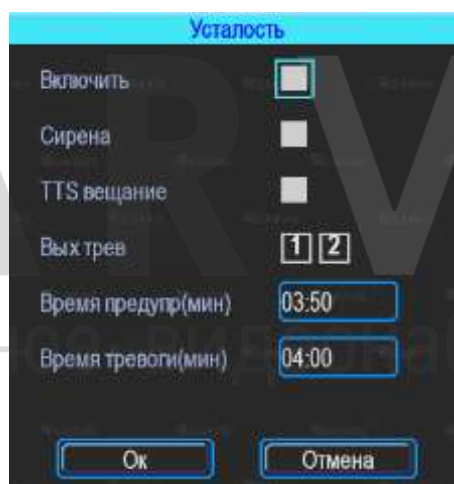 Усталость
Включить
Сирена
TTS вещание
Вых трев 1 2
Время предупр(мин) 03:50
Время тревоги(мин) 04:00
Ок Отмена